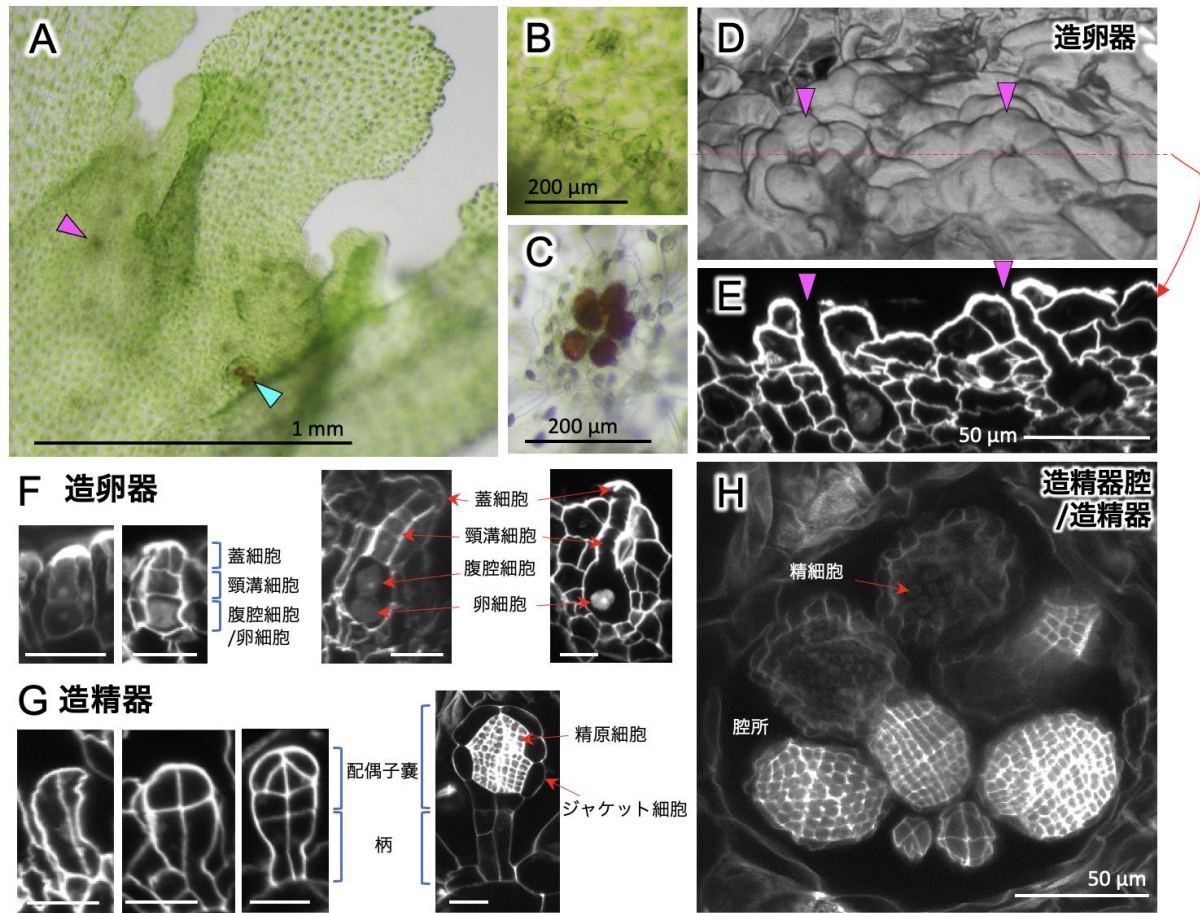 A
1 mm
B
200 μm
C
200 μm
D
造卵器
E
50 μm
F 造卵器
蓋細胞
頸溝細胞
腹腔細胞
/卵細胞
蓋細胞
頸溝細胞
腹腔細胞
卵細胞
G 造精器
配偶子嚢
柄
精原細胞
ジャケット細胞
H
造精器腔
/造精器
精細胞
腔所
50 μm